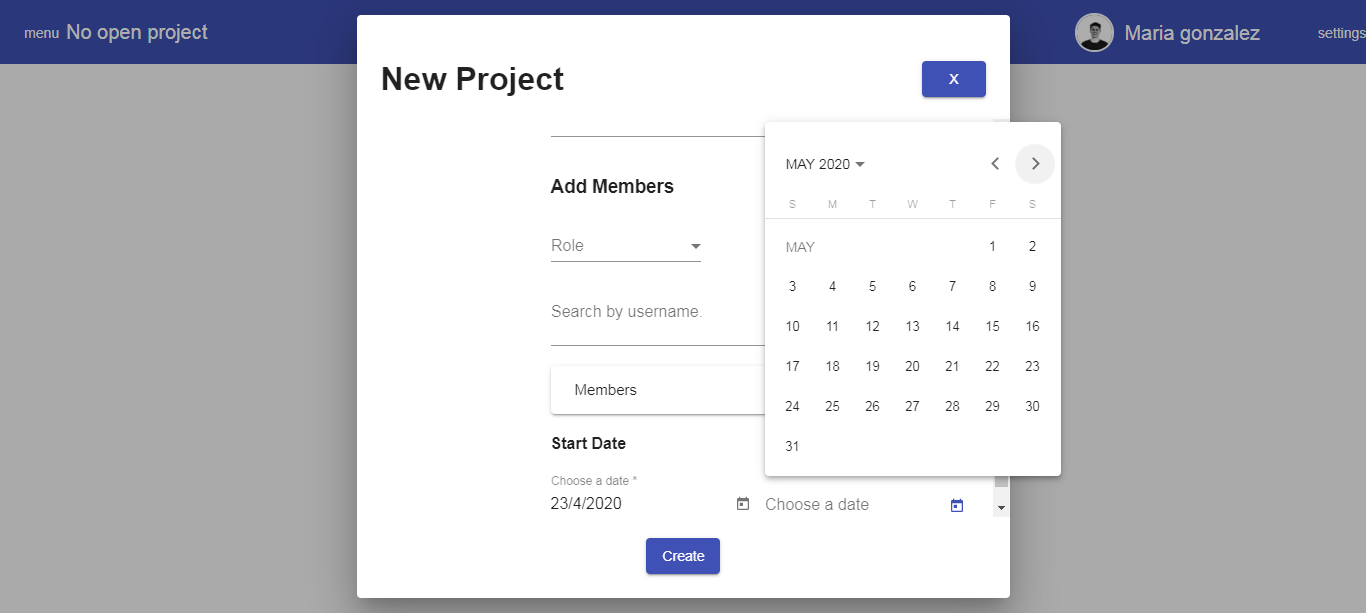 menu No open project
Maria gonzalez
settings
New Project
X
Add Members
Role
Search by username.
Members
Start Date
Choose a date *
23/4/2020
Choose a date
Create
MAY 2020
S M T W T F S
MAY 1 2
3 4 5 6 7 8 9
10 11 12 13 14 15 16
17 18 19 20 21 22 23
24 25 26 27 28 29 30
31